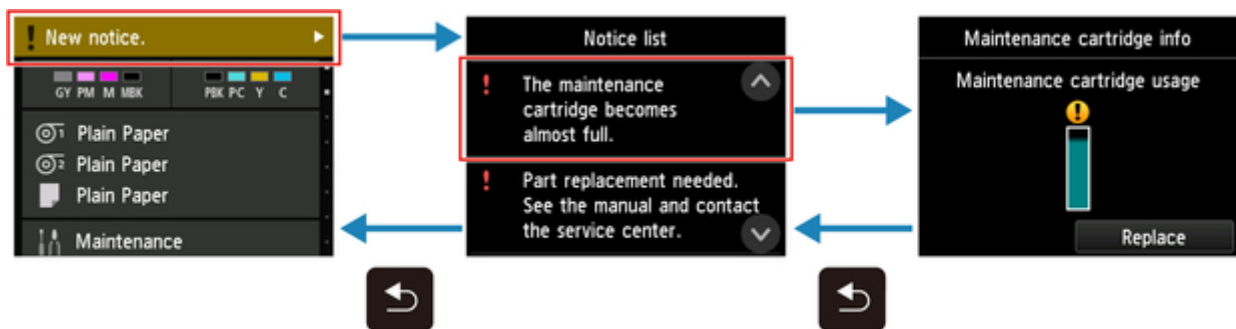 ! New notice.
GY PM M MBK PBK PC Y C
1 Plain Paper
2 Plain Paper
Plain Paper
Maintenance
Notice list
! The maintenance
cartridge becomes
almost full.
! Part replacement needed.
See the manual and contact
the service center.
Maintenance cartridge info
Maintenance cartridge usage
!
Replace